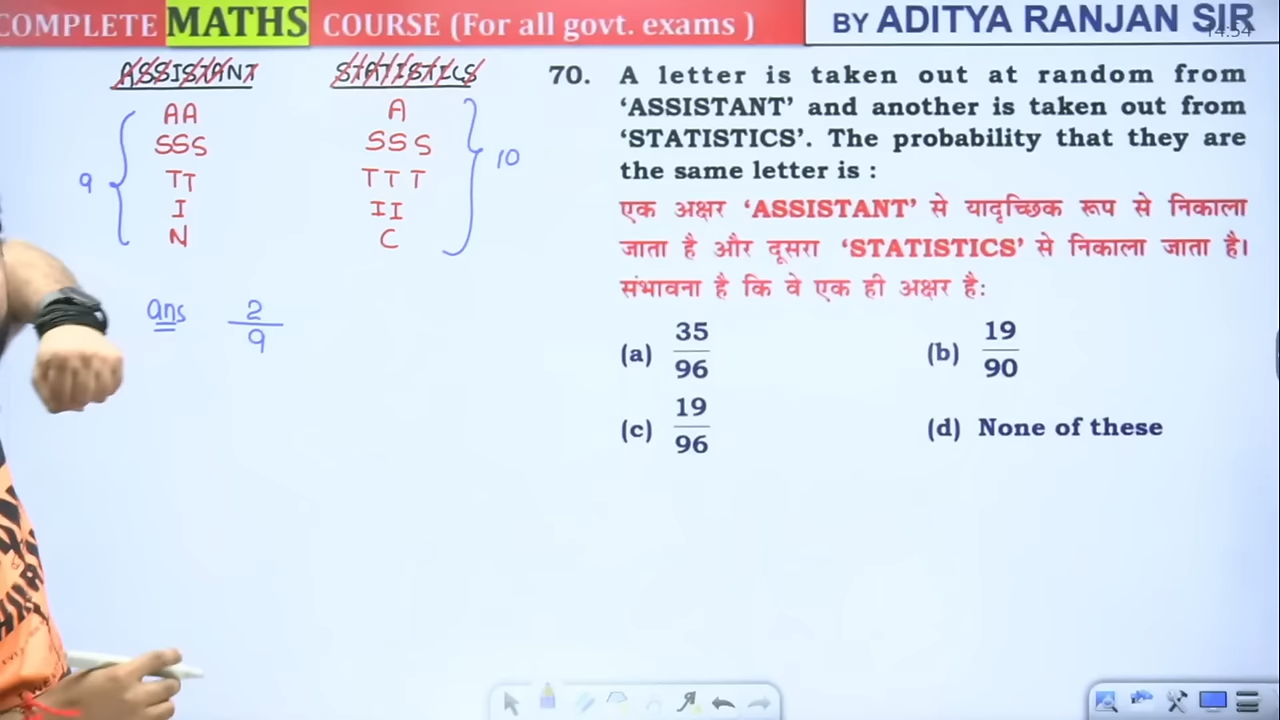 COMPLETE MATHS COURSE (For all govt. exams )
BY ADITYA RANJAN SIR
14:54
ASSISTANT
AA
SSS
TT
I
N
9
STATISTICS
A
SSS
TTT
II
C
10
ans 2/9
70. A letter is taken out at random from
‘ASSISTANT’ and another is taken out from
‘STATISTICS’. The probability that they are
the same letter is :
एक अक्षर ‘ASSISTANT’ से यादृच्छिक रूप से निकाला
जाता है और दूसरा ‘STATISTICS’ से निकाला जाता है।
संभावना है कि वे एक ही अक्षर है:
(a) 35/96
(b) 19/90
(c) 19/96
(d) None of these